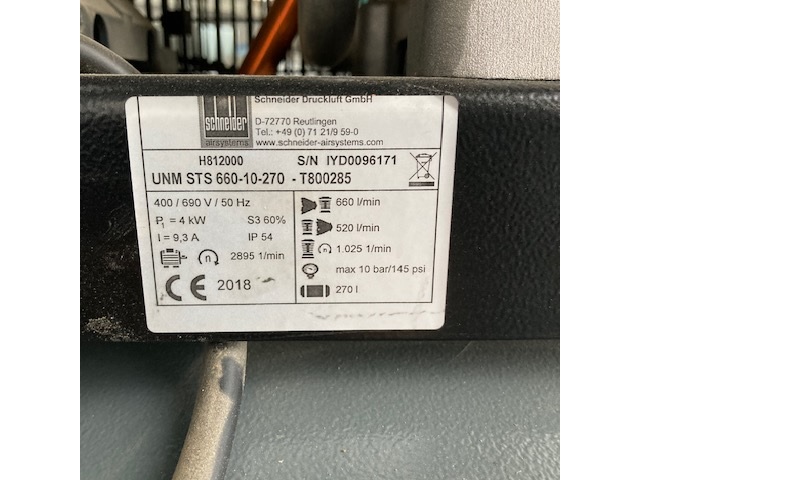 Schneider Druckluft GmbH
schneider
airsystems
D-72770 Reutlingen
Tel.: +49 (0) 71 21/9 59-0
www.schneider-airsystems.com
H812000 S/N IYD0096171
UNM STS 660-10-270 - T800285
400 / 690 V / 50 Hz
P1 = 4 kW S3 60%
I = 9,3 A IP 54
n 2895 1/min
CE 2018
660 l/min
520 l/min
n 1.025 1/min
max 10 bar/145 psi
270 l